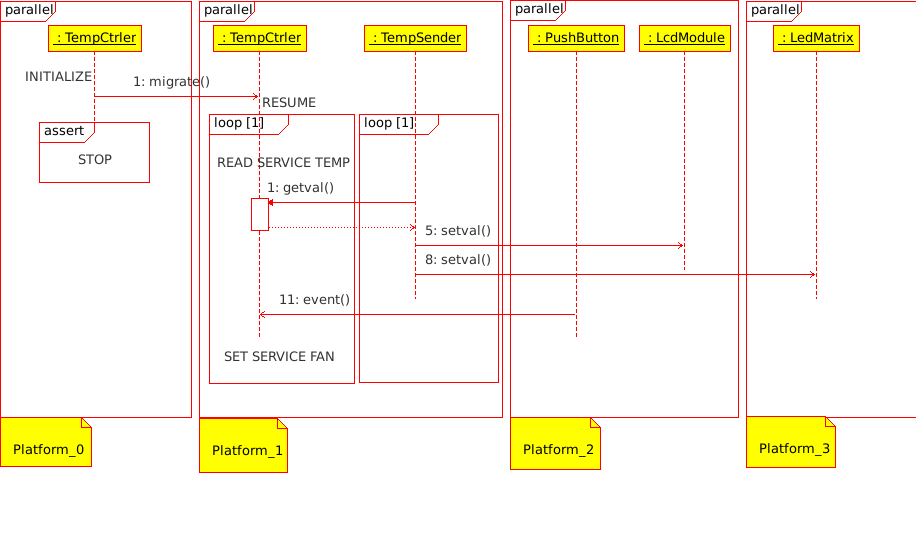 parallel
parallel
parallel
parallel
: TempCtrler
: TempCtrler
: TempSender
: PushButton
: LcdModule
: LedMatrix
INITIALIZE
1: migrate()
RESUME
assert
loop [1]
loop [1]
STOP
READ SERVICE TEMP
1: getval()
5: setval()
8: setval()
11: event()
SET SERVICE FAN
Platform_0
Platform_1
Platform_2
Platform_3